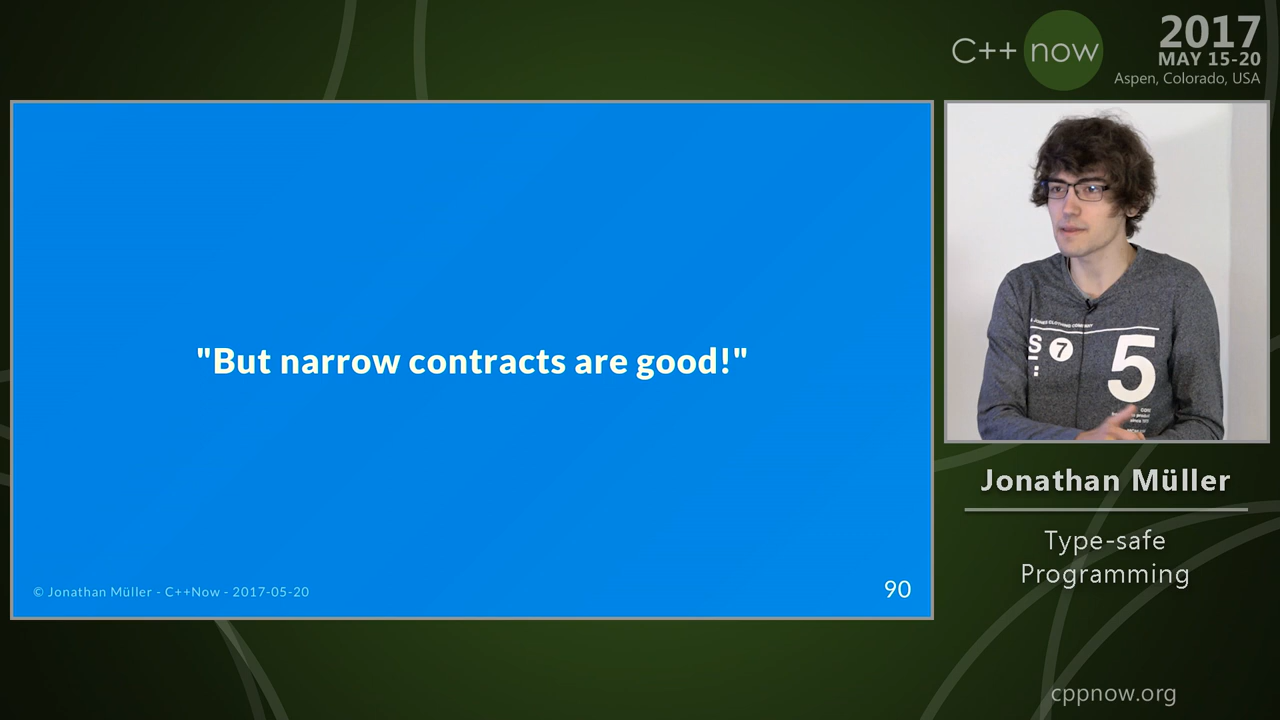 C++ now
2017
MAY 15-20
Aspen, Colorado, USA
"But narrow contracts are good!"
© Jonathan Müller - C++Now - 2017-05-20
90
S 7
5
Jonathan Müller
Type-safe
Programming
cppnow.org